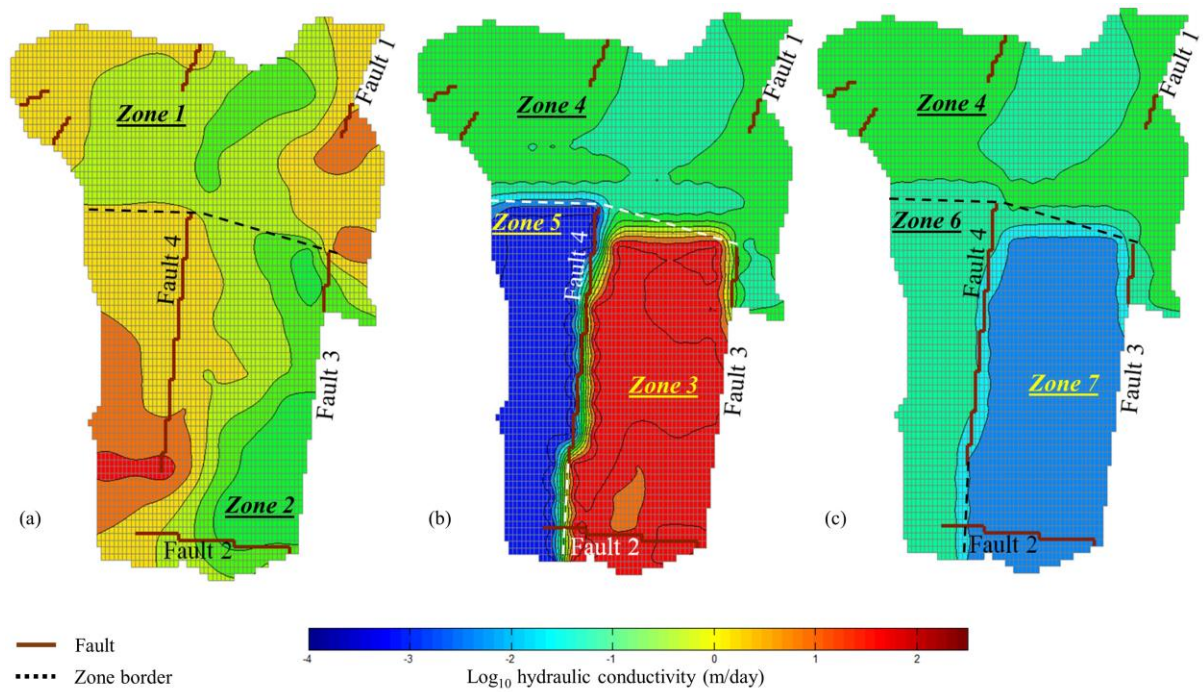 Zone 1
Fault 1
Fault 4
Fault 3
Zone 2
Fault 2
(a)
Zone 4
Fault 1
Zone 5
Fault 4
Zone 3
Fault 3
Fault 2
(b)
Zone 4
Fault 1
Zone 6
Fault 4
Zone 7
Fault 3
Fault 2
(c)
Fault
Zone border
-4 -3 -2 -1 0 1 2
Log₁₀ hydraulic conductivity (m/day)